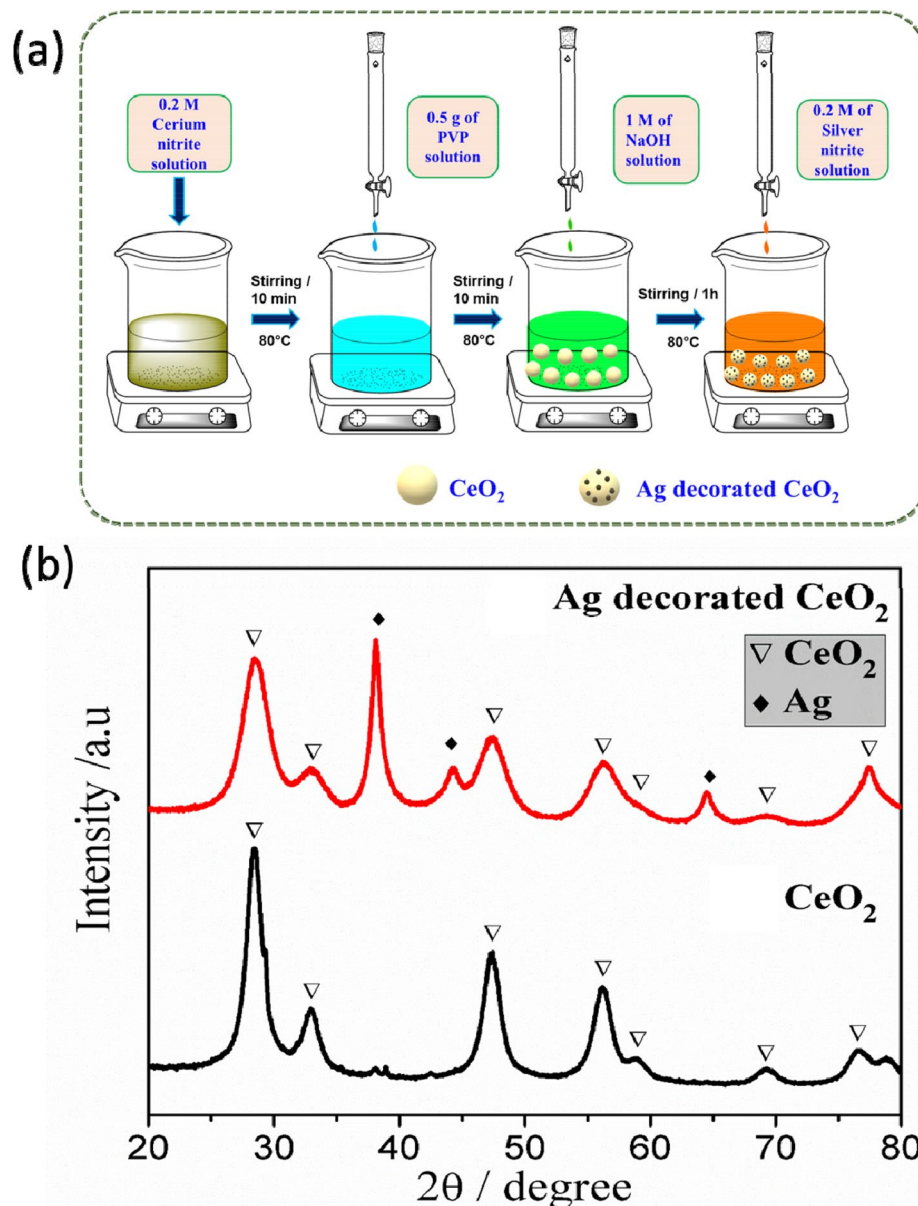 (a)
0.2 M
Cerium
nitrite
solution
0.5 g of
PVP
solution
1 M of
NaOH
solution
0.2 M of
Silver
nitrite
solution
Stirring /
10 min
80°C
Stirring /
10 min
80°C
Stirring / 1h
80°C
CeO₂
Ag decorated CeO₂
(b)
Ag decorated CeO₂
▽ CeO₂
◆ Ag
CeO₂
Intensity /a.u
20 30 40 50 60 70 80
2θ / degree